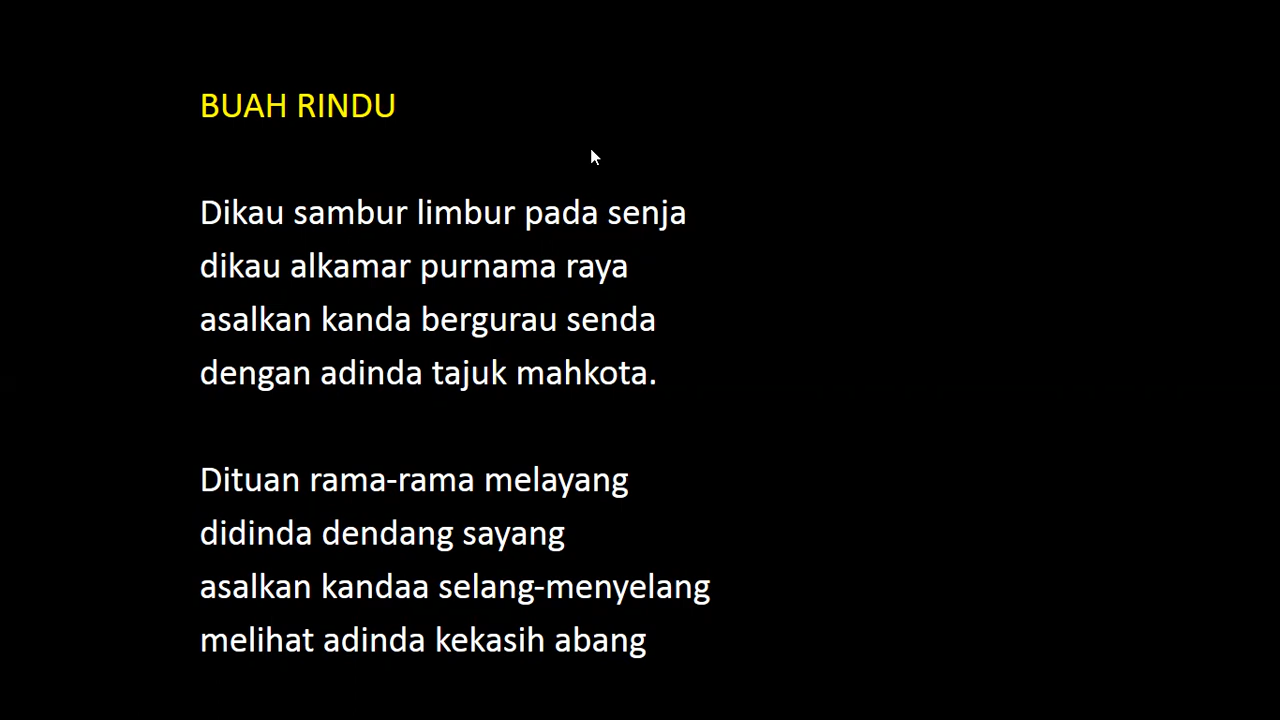 BUAH RINDU
Dikau sambur limbur pada senja
dikau alkamar purnama raya
asalkan kanda bergurau senda
dengan adinda tajuk mahkota.
Dituan rama-rama melayang
didinda dendang sayang
asalkan kandaa selang-menyelang
melihat adinda kekasih abang